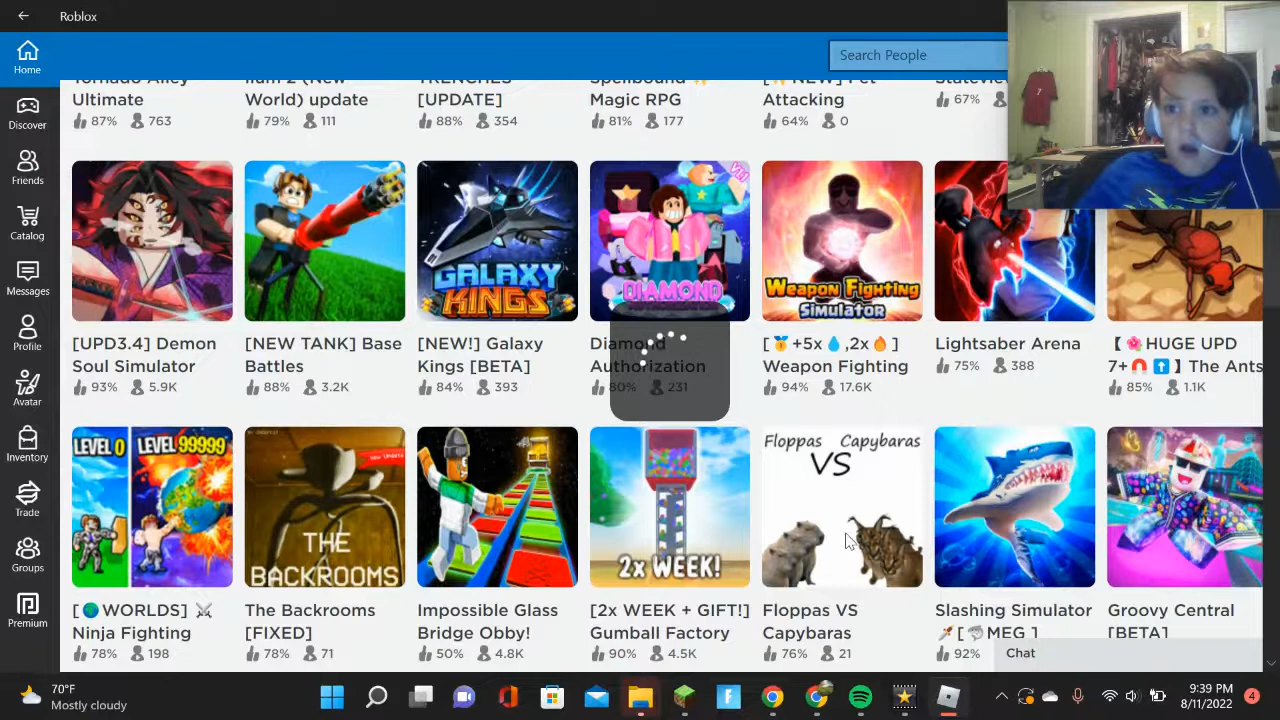 Roblox
Search People
Home
Discover
Friends
Catalog
Messages
Profile
Avatar
Inventory
Trade
Groups
Premium
Ultimate
87% 763
World) update
79% 111
[UPDATE]
88% 354
Magic RPG
81% 177
Attacking
64% 0
67%
GALAXY
KINGS
DIAMOND
Weapon Fighting
Simulator
[UPD3.4] Demon
Soul Simulator
93% 5.9K
[NEW TANK] Base
Battles
88% 3.2K
[NEW!] Galaxy
Kings [BETA]
84% 393
Diamond
Authorization
80% 231
[🥇+5x💧,2x🔥]
Weapon Fighting
94% 17.6K
Lightsaber Arena
75% 388
【🌺HUGE UPD
7+🧲⬆️】The Ants
85% 1.1K
LEVEL 0
LEVEL 99999
THE
BACKROOMS
2x WEEK!
Floppas Capybaras
VS
[🌎WORLDS] ⚔
Ninja Fighting
78% 198
The Backrooms
[FIXED]
78% 71
Impossible Glass
Bridge Obby!
50% 4.8K
[2x WEEK + GIFT!]
Gumball Factory
90% 4.5K
Floppas VS
Capybaras
76% 21
Slashing Simulator
🗡[🦈MEG ]
92%
Groovy Central
[BETA]
Chat
70°F
Mostly cloudy
9:39 PM
8/11/2022
4